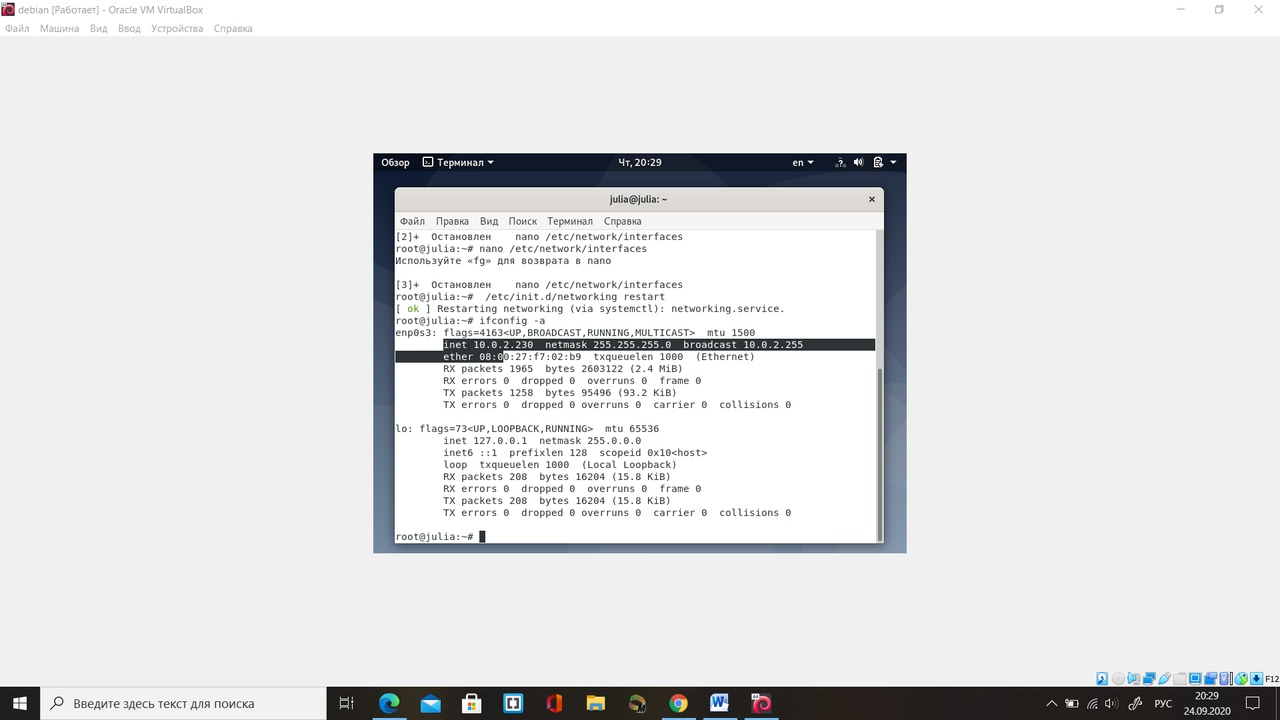 debian [Работает] - Oracle VM VirtualBox
Файл Машина Вид Ввод Устройства Справка
Обзор Терминал Чт, 20:29 en
julia@julia: ~
Файл Правка Вид Поиск Терминал Справка
[2]+  Остановлен    nano /etc/network/interfaces
root@julia:~# nano /etc/network/interfaces
Используйте «fg» для возврата в nano
[3]+  Остановлен    nano /etc/network/interfaces
root@julia:~#  /etc/init.d/networking restart
[ ok ] Restarting networking (via systemctl): networking.service.
root@julia:~# ifconfig -a
enp0s3: flags=4163<UP,BROADCAST,RUNNING,MULTICAST>  mtu 1500
inet 10.0.2.230  netmask 255.255.255.0  broadcast 10.0.2.255
ether 08:00:27:f7:02:b9  txqueuelen 1000  (Ethernet)
RX packets 1965  bytes 2603122 (2.4 MiB)
RX errors 0  dropped 0  overruns 0  frame 0
TX packets 1258  bytes 95496 (93.2 KiB)
TX errors 0  dropped 0 overruns 0  carrier 0  collisions 0
lo: flags=73<UP,LOOPBACK,RUNNING>  mtu 65536
inet 127.0.0.1  netmask 255.0.0.0
inet6 ::1  prefixlen 128  scopeid 0x10<host>
loop  txqueuelen 1000  (Local Loopback)
RX packets 208  bytes 16204 (15.8 KiB)
RX errors 0  dropped 0  overruns 0  frame 0
TX packets 208  bytes 16204 (15.8 KiB)
TX errors 0  dropped 0 overruns 0  carrier 0  collisions 0
root@julia:~#
F12
Введите здесь текст для поиска
РУС
20:29
24.09.2020